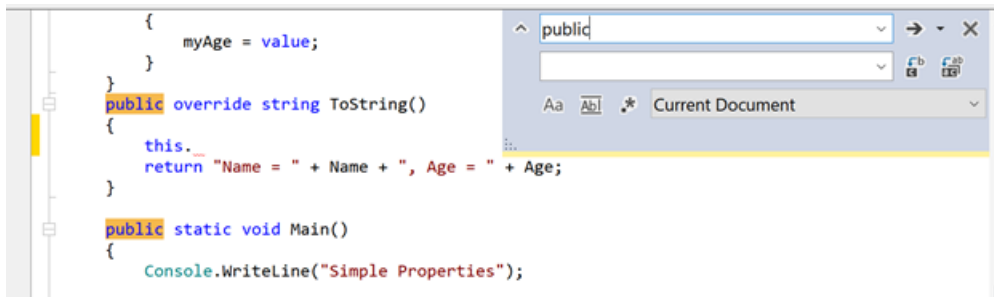 {
myAge = value;
}
}
public override string ToString()
{
this.
return "Name = " + Name + ", Age = " + Age;
}
public static void Main()
{
Console.WriteLine("Simple Properties");
public
Aa Abl .* Current Document